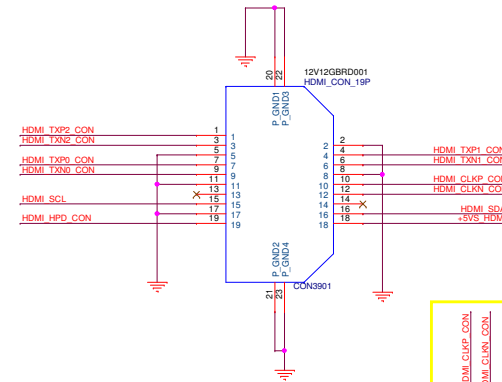 12V12GBRD001
HDMI_CON_19P
20
22
P_GND1
P_GND3
HDMI_TXP2_CON
HDMI_TXN2_CON
HDMI_TXP0_CON
HDMI_TXN0_CON
HDMI_SCL
HDMI_HPD_CON
1
3
5
7
9
11
13
15
17
19
1
3
5
7
9
11
13
15
17
19
2
4
6
8
10
12
14
16
18
2
4
6
8
10
12
14
16
18
HDMI_TXP1_CON
HDMI_TXN1_CON
HDMI_CLKP_CON
HDMI_CLKN_CON
HDMI_SDA
+5VS_HDM
P_GND2
P_GND4
21
23
CON3901
DMI_CLKP_CON
DMI_CLKN_CON